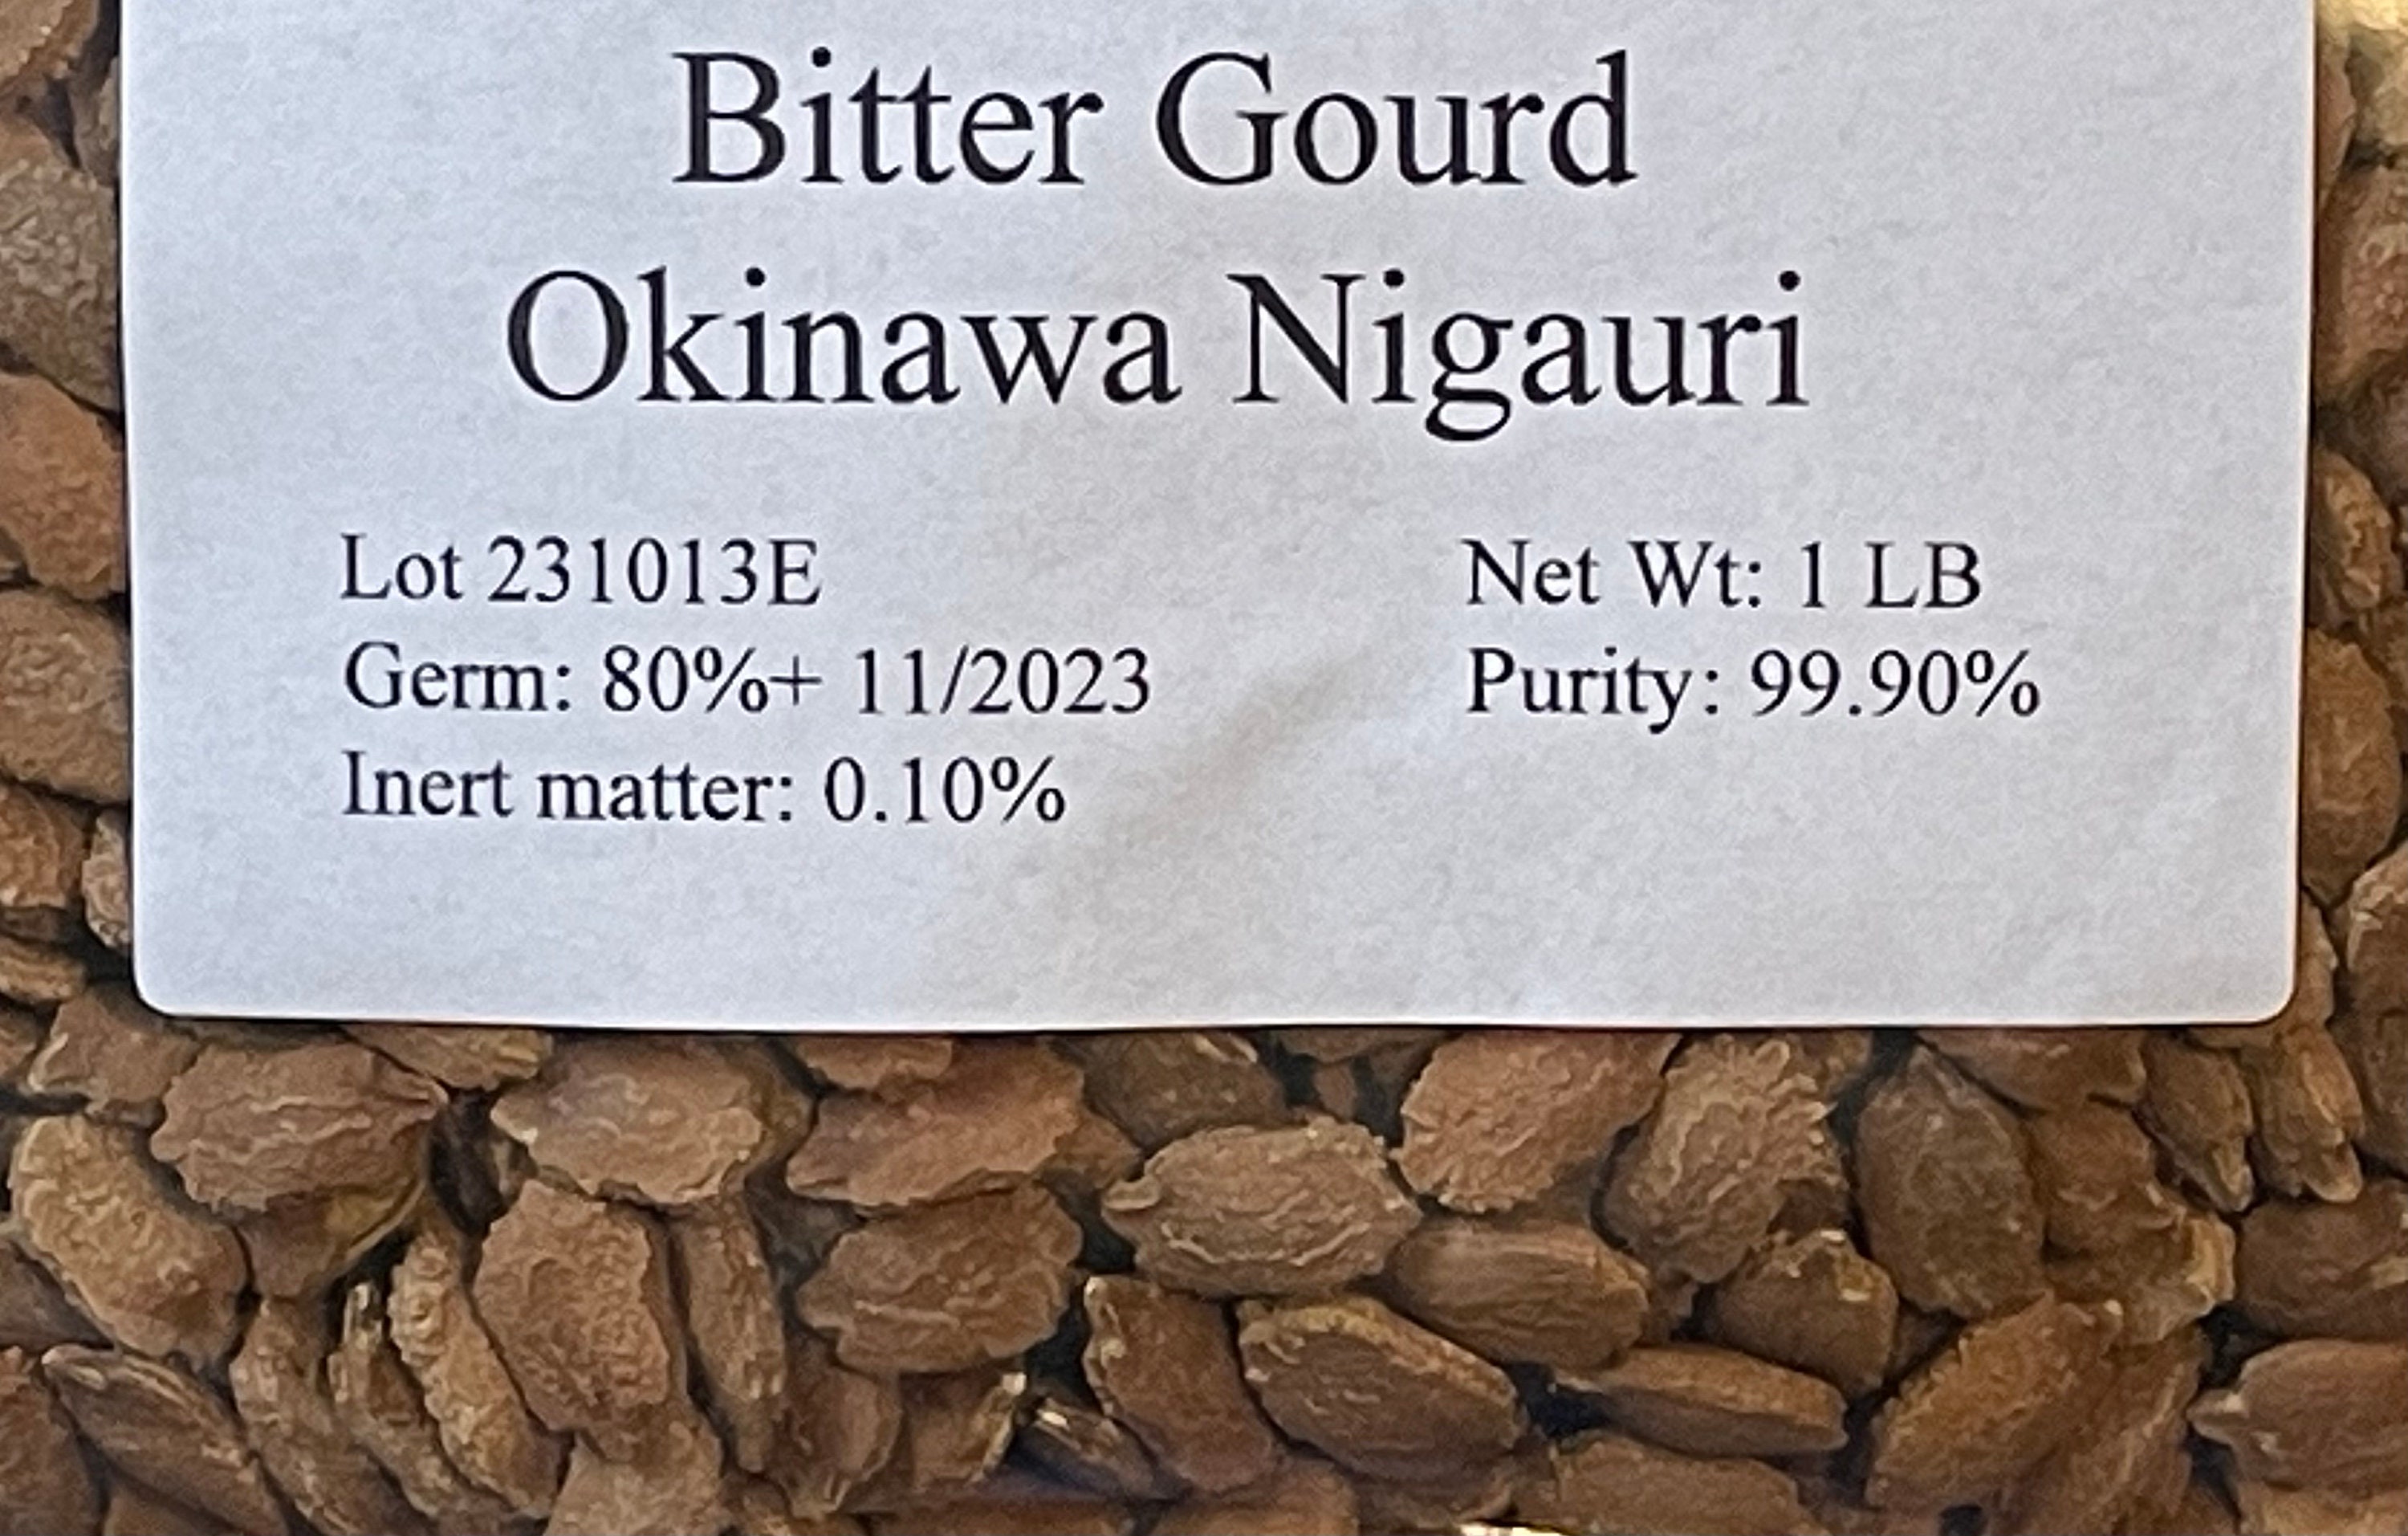 Bitter Gourd
Okinawa Nigauri
Lot 231013E
Net Wt: 1 LB
Germ: 80%+ 11/2023
Purity: 99.90%
Inert matter: 0.10%